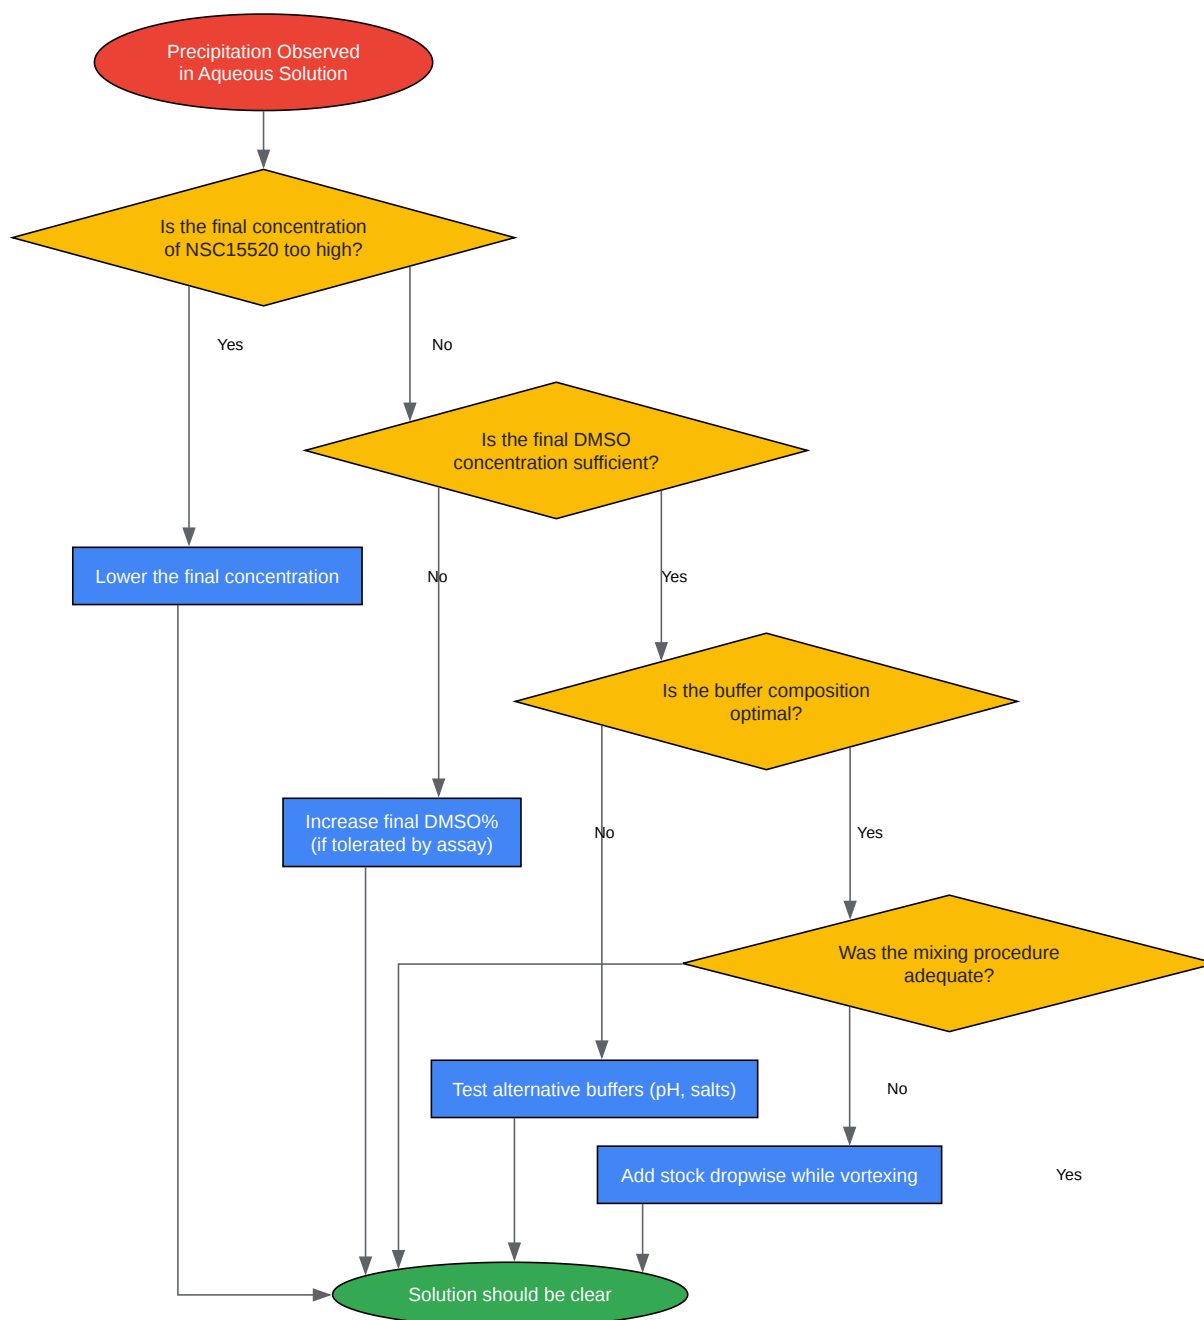 Precipitation Observed
in Aqueous Solution
Is the final concentration
of NSC15520 too high?
Yes
No
Is the final DMSO
concentration sufficient?
Lower the final concentration
No
Yes
Is the buffer composition
optimal?
Increase final DMSO%
(if tolerated by assay)
No
Yes
Was the mixing procedure
adequate?
Test alternative buffers (pH, salts)
No
Add stock dropwise while vortexing
Yes
Solution should be clear